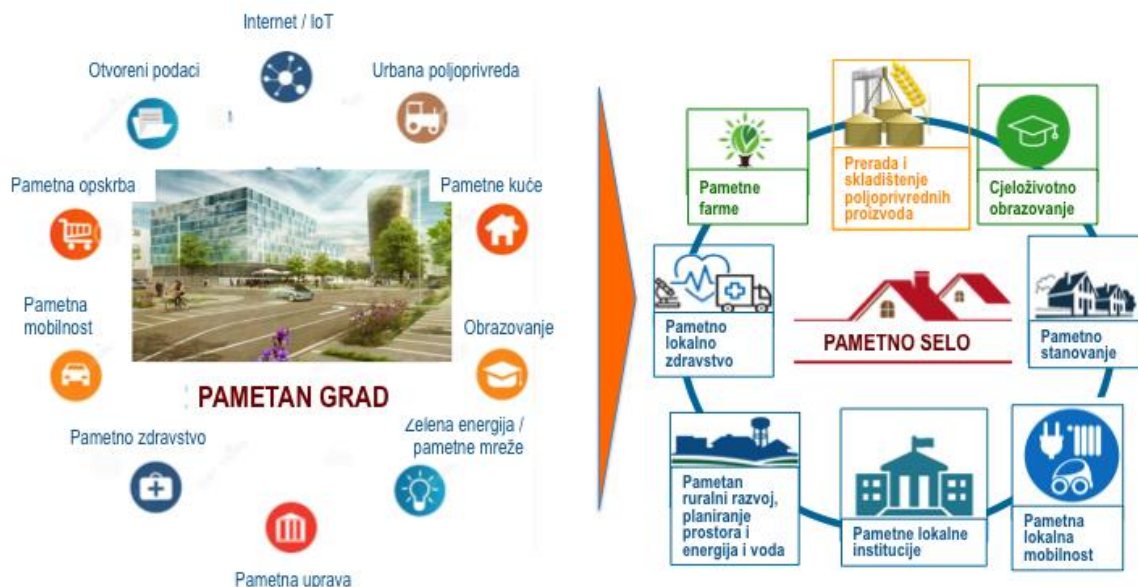 Internet / IoT
Otvoreni podaci
Urbana poljoprivreda
Pametna opskrba
Pametne kuće
Pametna
mobilnost
Obrazovanje
PAMETAN GRAD
Pametno zdravstvo
Zelena energija /
pametne mreže
Pametna uprava
Pametne
farme
Prerada i
skladištenje
poljoprivrednih
proizvoda
Cjeloživotno
obrazovanje
Pametno
lokalno
zdravstvo
PAMETNO SELO
Pametno
stanovanje
Pametan
ruralni razvoj,
planiranje
prostora i
energija i voda
Pametne lokalne
institucije
Pametna
lokalna
mobilnost